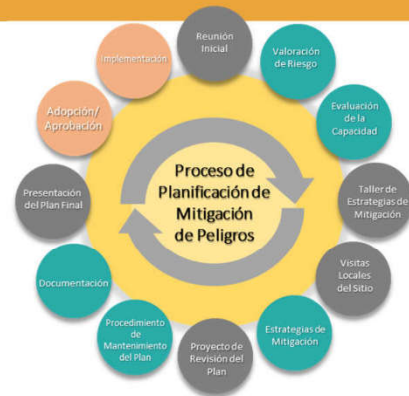 Reunión
Inicial
Valoración
de Riesgo
Evaluación
de la
Capacidad
Taller de
Estrategias de
Mitigación
Visitas
Locales
del Sitio
Estrategias de
Mitigación
Proyecto de
Revisión del
Plan
Procedimiento
de
Mantenimiento
del Plan
Documentación
Presentación
del Plan Final
Adopción/
Aprobación
Implementación
Proceso de
Planificación de
Mitigación
de Peligros